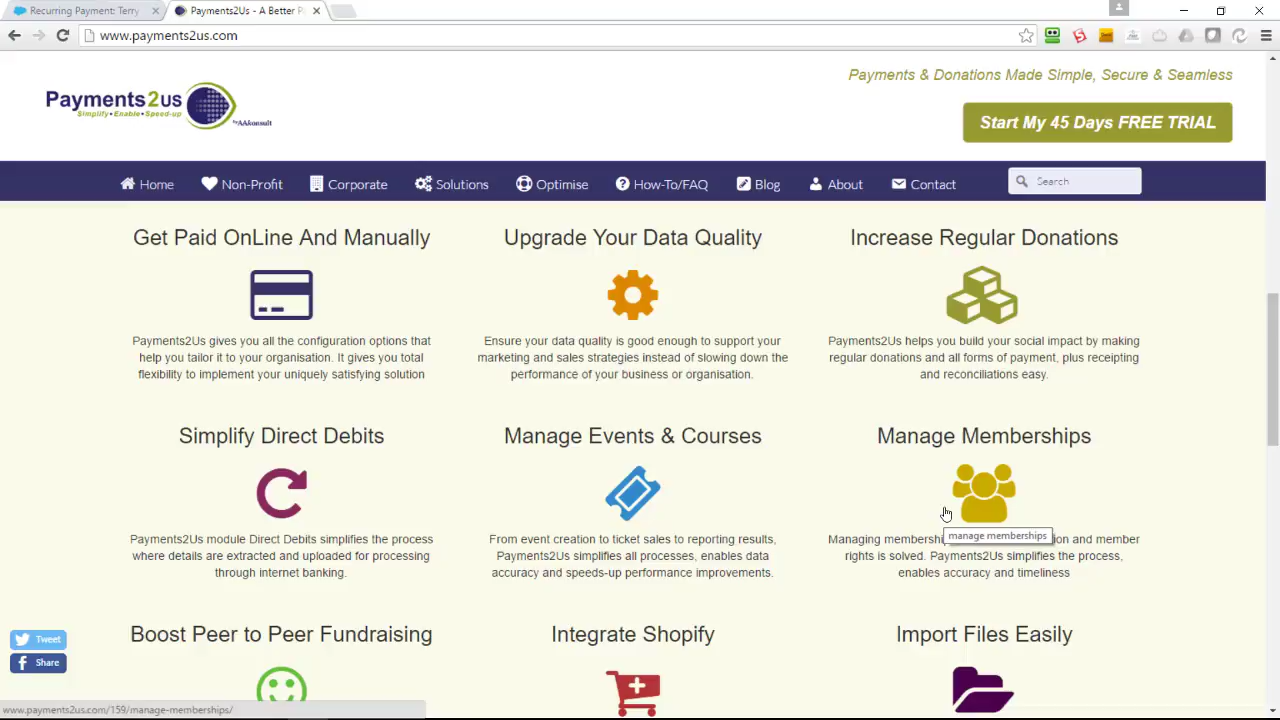 Recurring Payment: Terry
Payments2Us - A Better P
www.payments2us.com
Payments2us
Simplify•Enable•Speed-up
by AAkonsult
Payments & Donations Made Simple, Secure & Seamless
Start My 45 Days FREE TRIAL
Home Non-Profit Corporate Solutions Optimise How-To/FAQ Blog About Contact Search
Get Paid OnLine And Manually
Payments2Us gives you all the configuration options that
help you tailor it to your organisation. It gives you total
flexibility to implement your uniquely satisfying solution
Upgrade Your Data Quality
Ensure your data quality is good enough to support your
marketing and sales strategies instead of slowing down the
performance of your business or organisation.
Increase Regular Donations
Payments2Us helps you build your social impact by making
regular donations and all forms of payment, plus receipting
and reconciliations easy.
Simplify Direct Debits
Payments2Us module Direct Debits simplifies the process
where details are extracted and uploaded for processing
through internet banking.
Manage Events & Courses
From event creation to ticket sales to reporting results,
Payments2Us simplifies all processes, enables data
accuracy and speeds-up performance improvements.
Manage Memberships
manage memberships
Managing membersh on and member
rights is solved. Payments2Us simplifies the process,
enables accuracy and timeliness
Boost Peer to Peer Fundraising
Integrate Shopify
Import Files Easily
Tweet
Share
www.payments2us.com/159/manage-memberships/